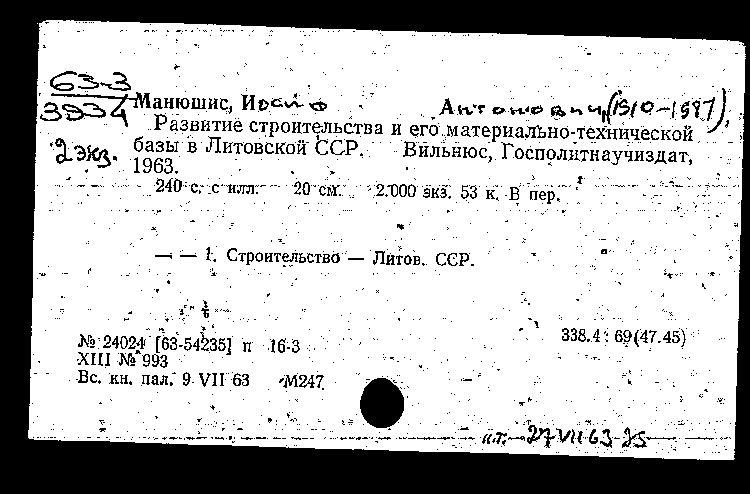 63-3
3934
2 экз.
Манюшис, Иосиф Антонович, (1910-1987).
Развитие строительства и его материально-технической
базы в Литовской ССР. Вильнюс, Госполитнаучиздат,
1963.
240 с. с илл. 20 см. 2.000 экз. 53 к. В пер.
— — 1. Строительство — Литов. ССР.
№ 24024 [63-54235] п 16-3
338.4 : 69(47.45)
XIII № 993
Вс. кн. пал. 9 VII 63 М247
27 VII 63